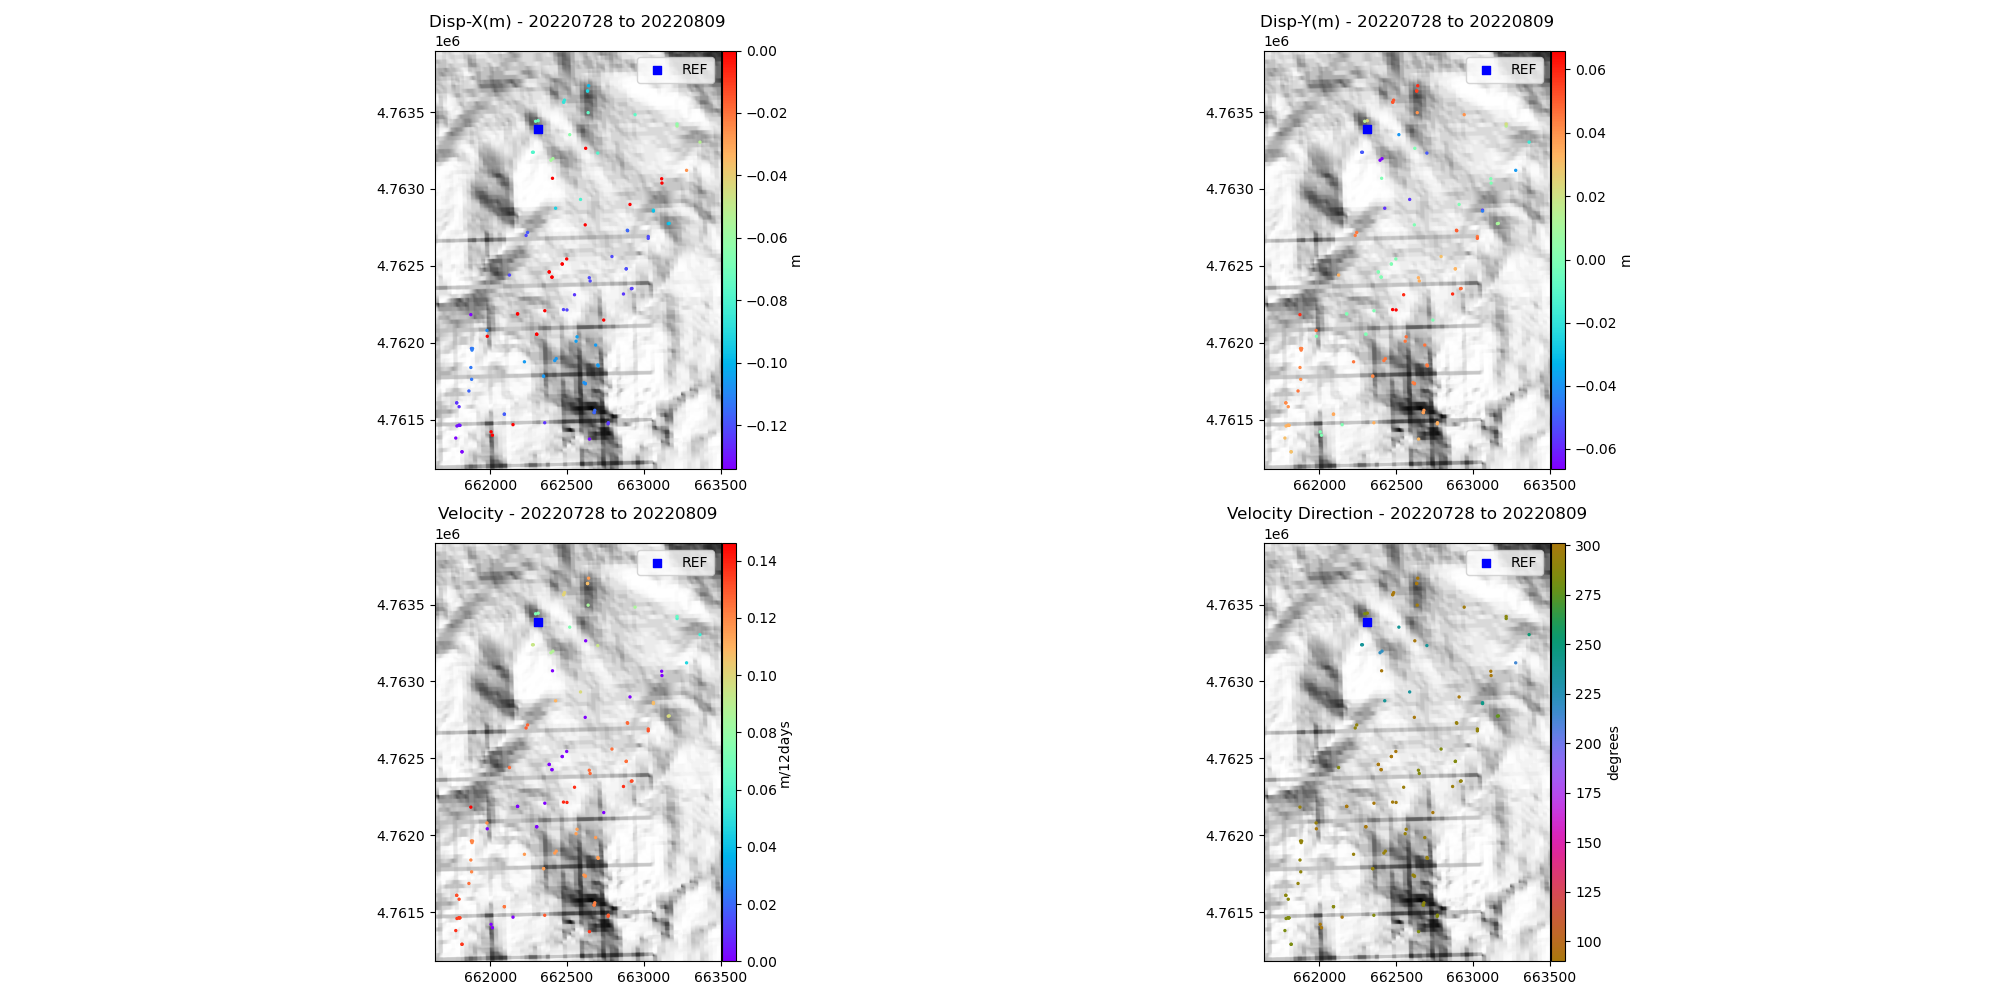 Disp-X(m) - 20220728 to 20220809
1e6
REF
4.7635
4.7630
4.7625
4.7620
4.7615
662000 662500 663000 663500
0.00
−0.02
−0.04
−0.06
−0.08
−0.10
−0.12
m
Disp-Y(m) - 20220728 to 20220809
1e6
REF
4.7635
4.7630
4.7625
4.7620
4.7615
662000 662500 663000 663500
0.06
0.04
0.02
0.00
−0.02
−0.04
−0.06
m
Velocity - 20220728 to 20220809
1e6
REF
4.7635
4.7630
4.7625
4.7620
4.7615
662000 662500 663000 663500
0.14
0.12
0.10
0.08
0.06
0.04
0.02
0.00
m/12days
Velocity Direction - 20220728 to 20220809
1e6
REF
4.7635
4.7630
4.7625
4.7620
4.7615
662000 662500 663000 663500
300
275
250
225
200
175
150
125
100
degrees